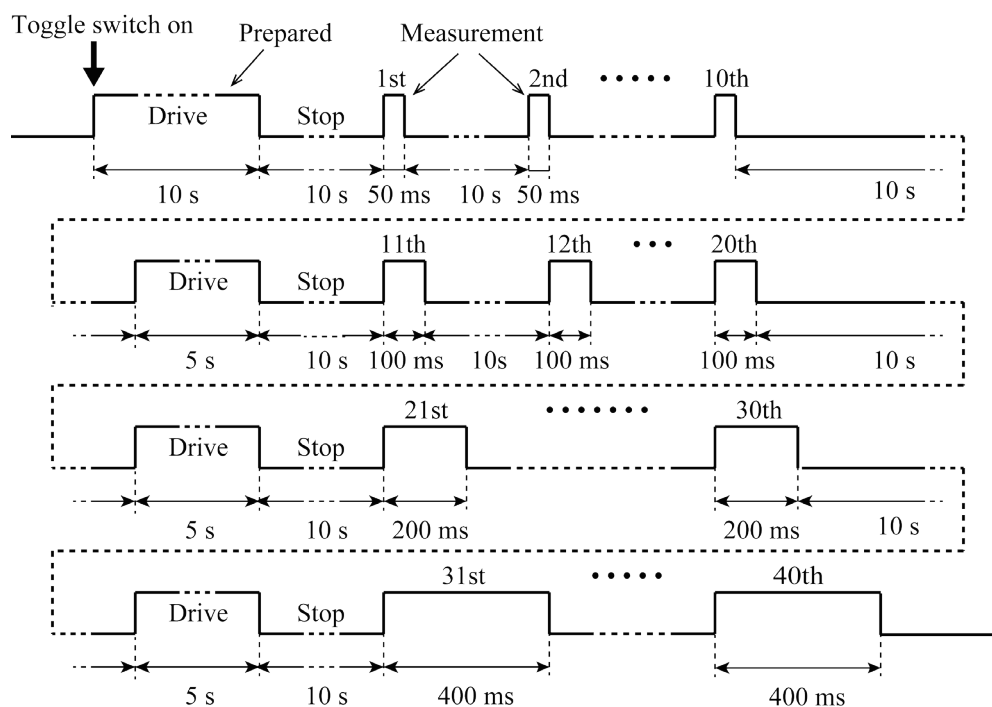 Toggle switch on
Prepared
Measurement
1st
2nd
10th
Drive
Stop
10 s
10 s
50 ms
10 s
50 ms
10 s
11th
12th
20th
Drive
Stop
5 s
10 s
100 ms
10s
100 ms
100 ms
10 s
21st
30th
Drive
Stop
5 s
10 s
200 ms
200 ms
10 s
31st
40th
Drive
Stop
5 s
10 s
400 ms
400 ms